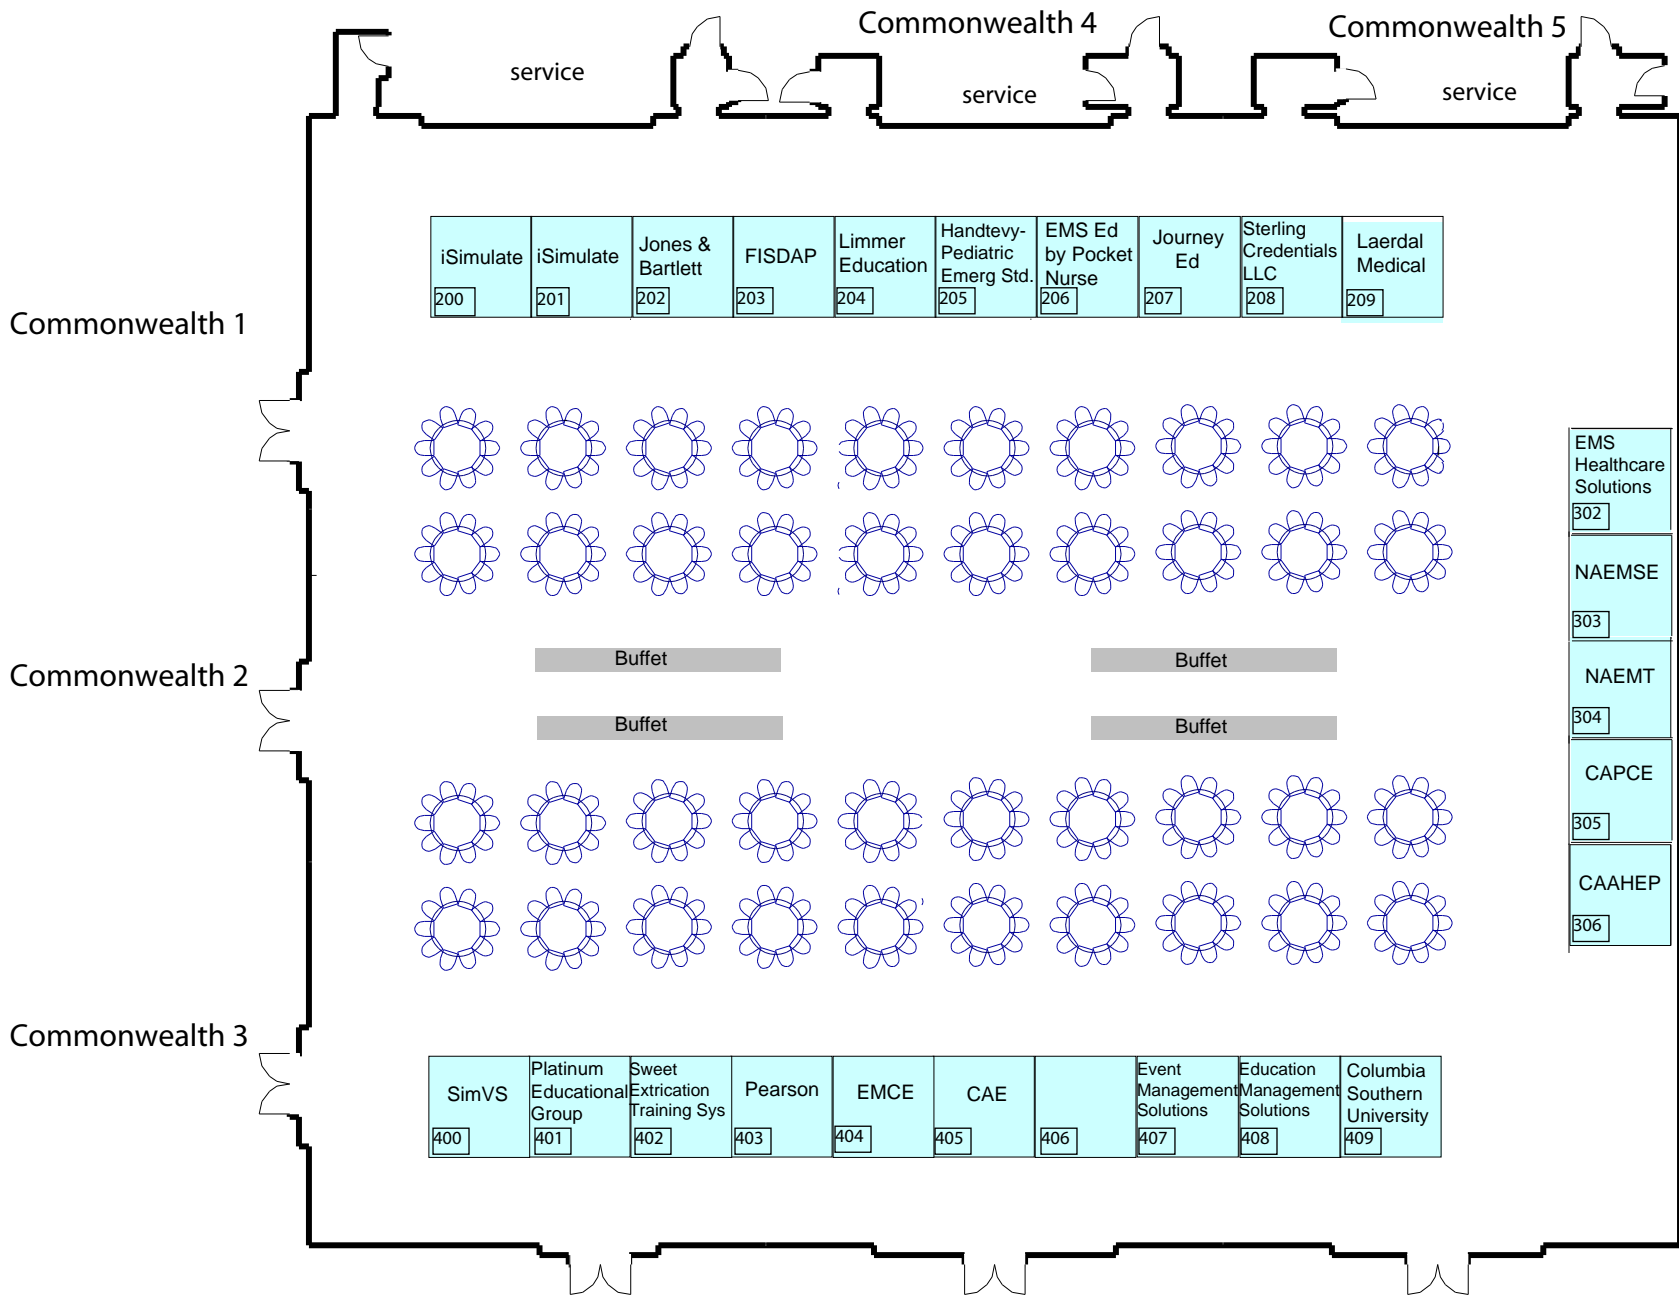 Commonwealth 4
Commonwealth 5
service
service
service
iSimulate
200
iSimulate
201
Jones &
Bartlett
202
FISDAP
203
Limmer
Education
204
Handtevy-
Pediatric
Emerg Std.
205
EMS Ed
by Pocket
Nurse
206
Journey
Ed
207
Sterling
Credentials
LLC
208
Laerdal
Medical
209
Commonwealth 1
EMS
Healthcare
Solutions
302
NAEMSE
303
Buffet
Buffet
Commonwealth 2
NAEMT
304
Buffet
Buffet
CAPCE
305
CAAHEP
306
Commonwealth 3
SimVS
400
Platinum
Educational
Group
401
Sweet
Extrication
Training Sys
402
Pearson
403
EMCE
404
CAE
405
406
Event
Management
Solutions
407
Education
Management
Solutions
408
Columbia
Southern
University
409